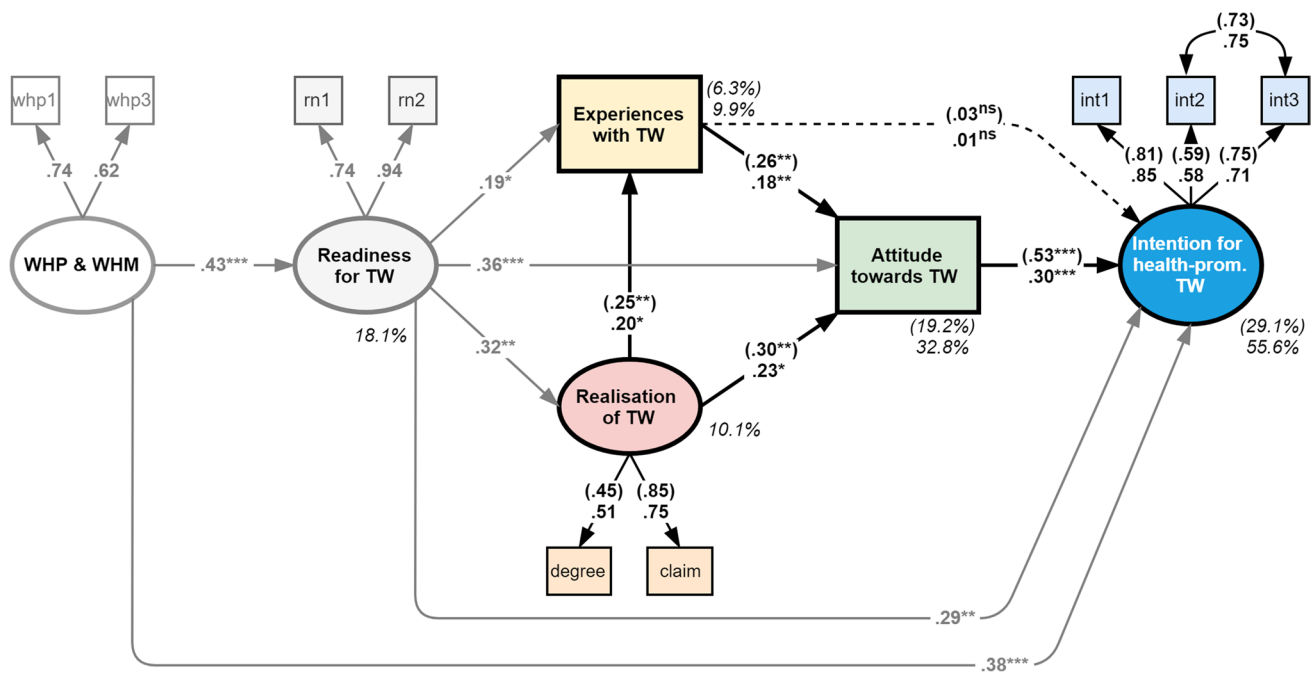 (.73)
.75
whp1
whp3
rn1
rn2
Experiences
with TW
(6.3%)
9.9%
(.03ns)
.01ns
int1
int2
int3
.74
.62
.74
.94
.19*
(.26**)
.18**
(.81)
.85
(.59)
.58
(.75)
.71
WHP & WHM
.43***
Readiness
for TW
18.1%
.36***
Attitude
towards TW
(19.2%)
32.8%
(.53***)
.30***
Intention for
health-prom.
TW
(29.1%)
55.6%
(.25**)
.20*
.32**
(.30**)
.23*
Realisation
of TW
10.1%
(.45)
.51
(.85)
.75
degree
claim
.29**
.38***